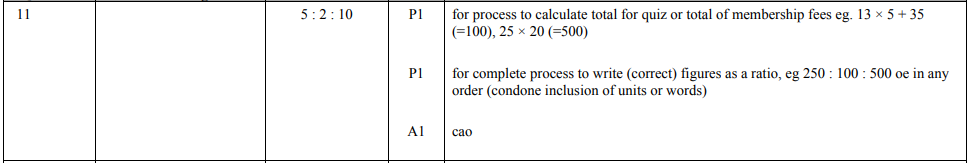 11
5 : 2 : 10
P1
for process to calculate total for quiz or total of membership fees eg. 13 × 5 + 35
(=100), 25 × 20 (=500)
P1
for complete process to write (correct) figures as a ratio, eg 250 : 100 : 500 oe in any
order (condone inclusion of units or words)
A1
cao